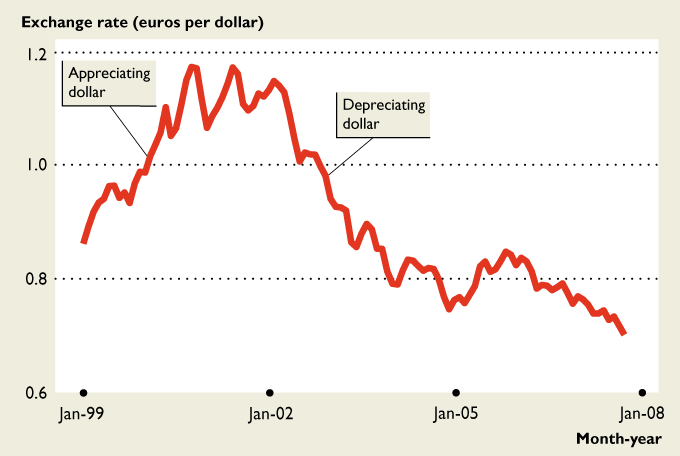 Exchange rate (euros per dollar)
1.2
Appreciating
dollar
Depreciating
dollar
1.0
0.8
0.6
Jan-99 Jan-02 Jan-05 Jan-08
Month-year